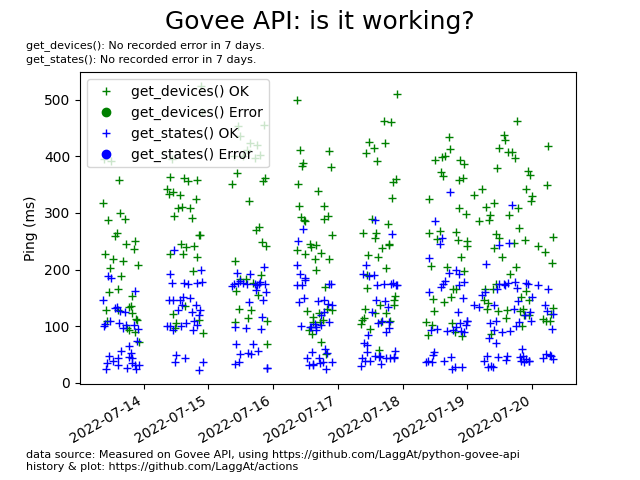 Govee API: is it working?
get_devices(): No recorded error in 7 days.
get_states(): No recorded error in 7 days.
get_devices() OK
get_devices() Error
get_states() OK
get_states() Error
500
400
300
200
100
0
Ping (ms)
2022-07-14
2022-07-15
2022-07-16
2022-07-17
2022-07-18
2022-07-19
2022-07-20
data source: Measured on Govee API, using https://github.com/LaggAt/python-govee-api
history & plot: https://github.com/LaggAt/actions